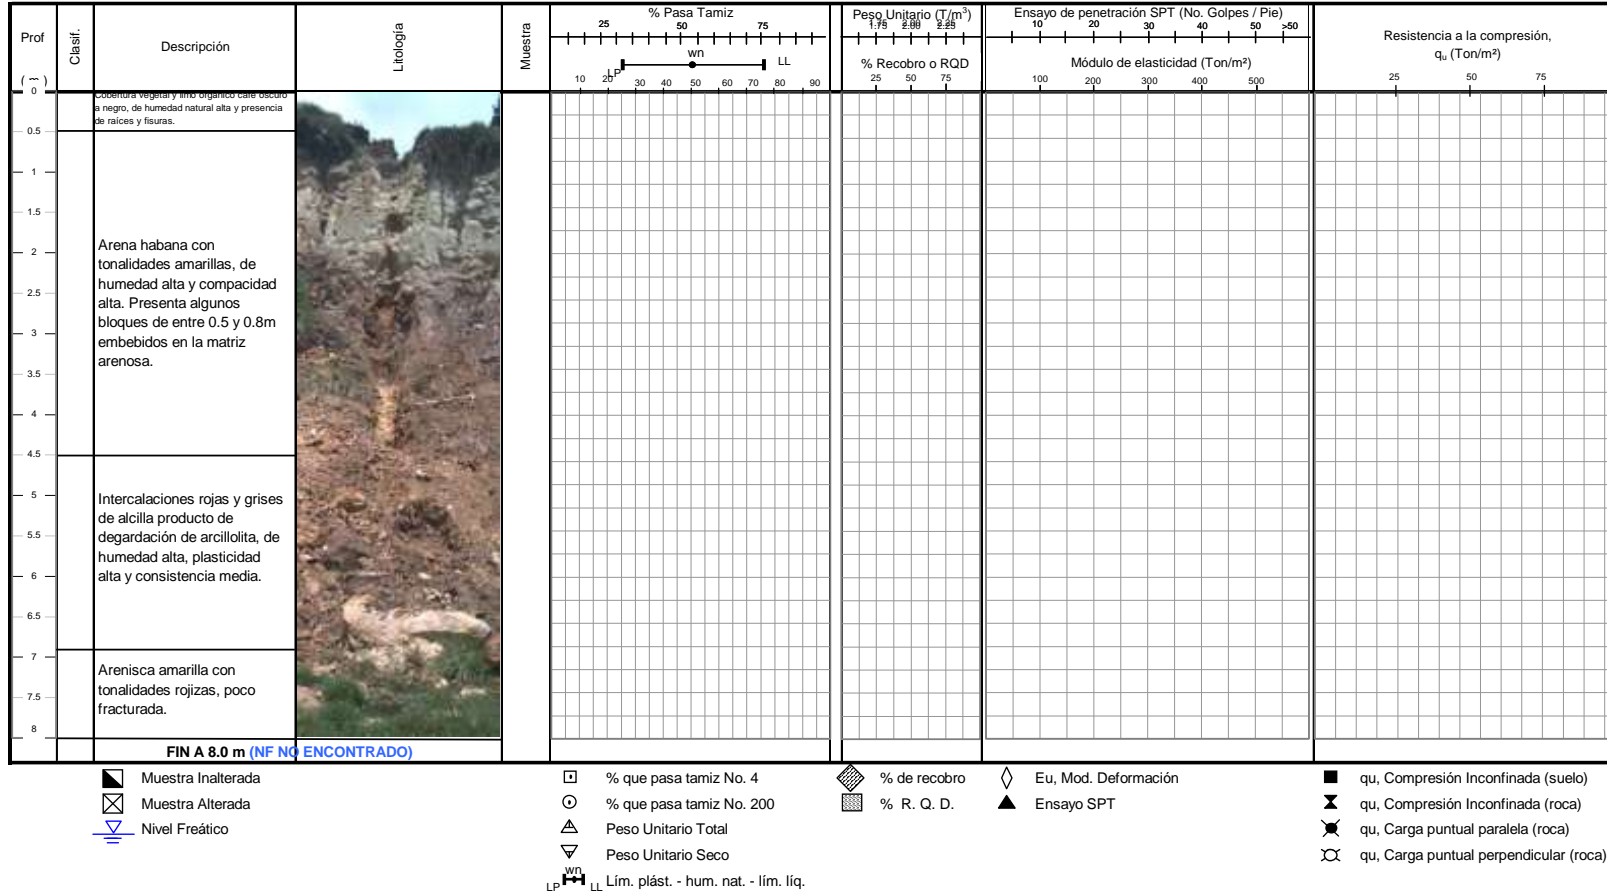 Prof
( m )
Clasif.
Descripción
Litología
Muestra
% Pasa Tamiz
25 50 75
wn
LP LL
10 20 30 40 50 60 70 80 90
Peso Unitario (T/m³)
1.75 2.00 2.25
% Recobro o RQD
25 50 75
Ensayo de penetración SPT (No. Golpes / Pie)
10 20 30 40 50 >50
Módulo de elasticidad (Ton/m²)
100 200 300 400 500
Resistencia a la compresión,
qu (Ton/m²)
25 50 75
0
0.5
1
1.5
2
2.5
3
3.5
4
4.5
5
5.5
6
6.5
7
7.5
8
Cobertura vegetal y limo orgánico café oscuro
a negro, de humedad natural alta y presencia
de raíces y fisuras.
Arena habana con
tonalidades amarillas, de
humedad alta y compacidad
alta. Presenta algunos
bloques de entre 0.5 y 0.8m
embebidos en la matriz
arenosa.
Intercalaciones rojas y grises
de alcilla producto de
degardación de arcillolita, de
humedad alta, plasticidad
alta y consistencia media.
Arenisca amarilla con
tonalidades rojizas, poco
fracturada.
FIN A 8.0 m (NF NO ENCONTRADO)
Muestra Inalterada
Muestra Alterada
Nivel Freático
% que pasa tamiz No. 4
% que pasa tamiz No. 200
Peso Unitario Total
Peso Unitario Seco
wn
LP LL Lím. plást. - hum. nat. - lím. líq.
% de recobro
% R. Q. D.
Eu, Mod. Deformación
Ensayo SPT
qu, Compresión Inconfinada (suelo)
qu, Compresión Inconfinada (roca)
qu, Carga puntual paralela (roca)
qu, Carga puntual perpendicular (roca)